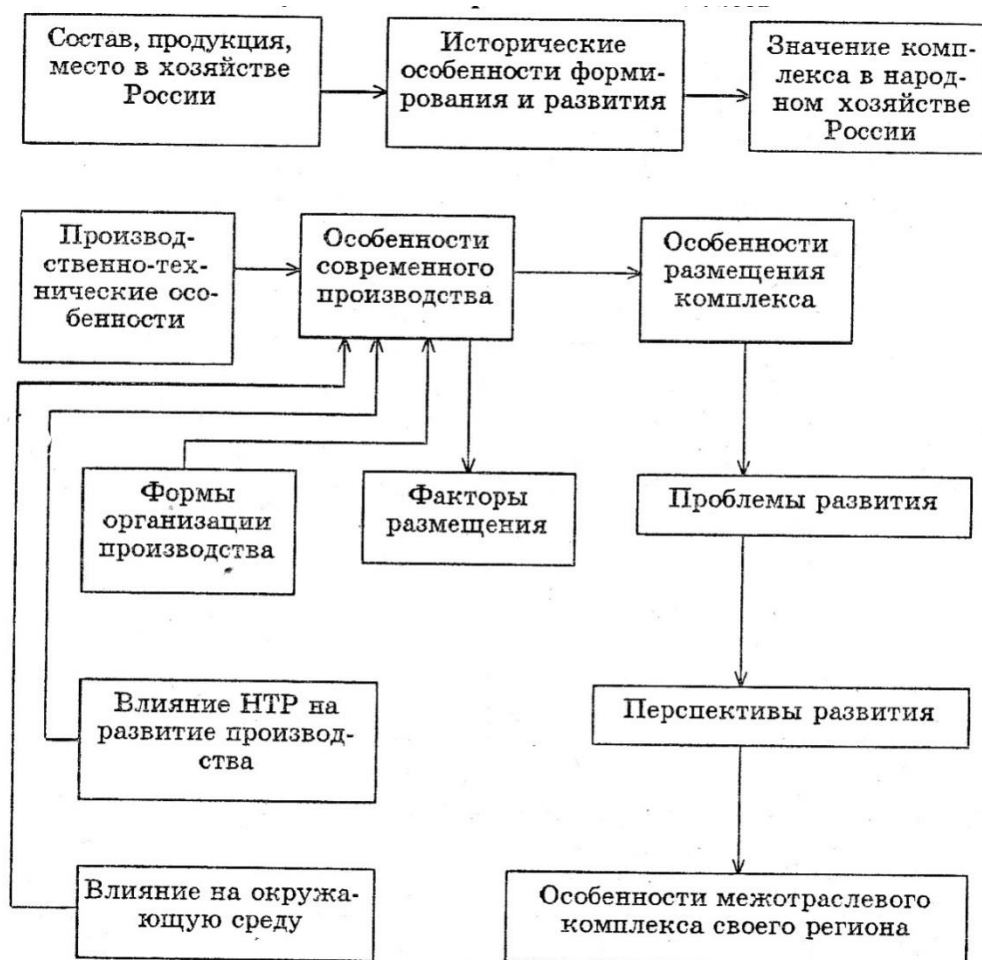 Состав, продукция,
место в хозяйстве
России
Исторические
особенности форми-
рования и развития
Значение комп-
лекса в народ-
ном хозяйстве
России
Производ-
ственно-тех-
нические осо-
бенности
Особенности
современного
производства
Особенности
размещения
комплекса
Формы
организации
производства
Факторы
размещения
Проблемы развития
Влияние НТР на
развитие производ-
ства
Перспективы развития
Влияние на окружа-
ющую среду
Особенности межотраслевого
комплекса своего региона